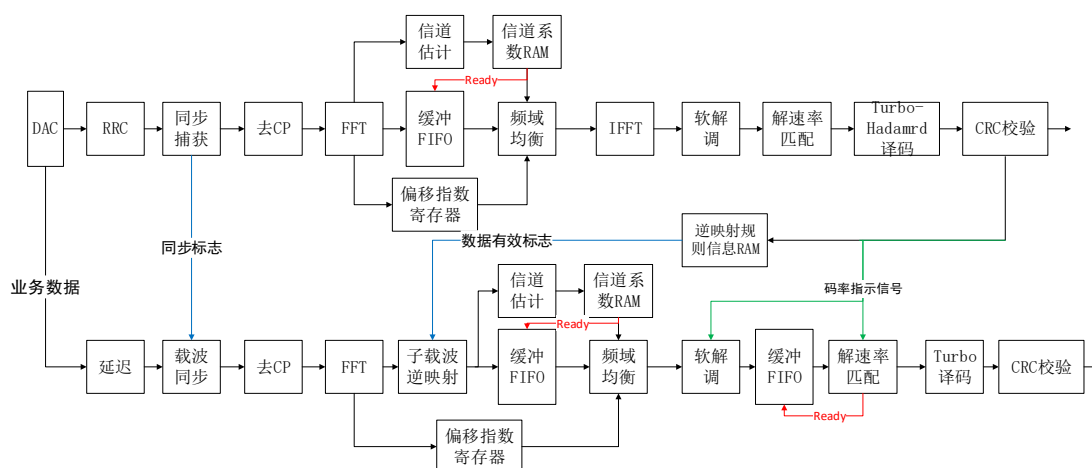 信道
估计
信道系
数RAM
Ready
DAC
RRC
同步
捕获
去CP
FFT
缓冲
FIFO
频域
均衡
IFFT
软解
调
解速率
匹配
Turbo-
Hadamrd
译码
CRC校验
偏移指数
寄存器
同步标志
数据有效标志
逆映射规
则信息RAM
业务数据
信道
估计
信道系
数RAM
码率指示信号
Ready
延迟
载波
同步
去CP
FFT
子载波
逆映射
缓冲
FIFO
频域
均衡
软解
调
缓冲
FIFO
解速率
匹配
Turbo
译码
CRC校验
Ready
偏移指数
寄存器